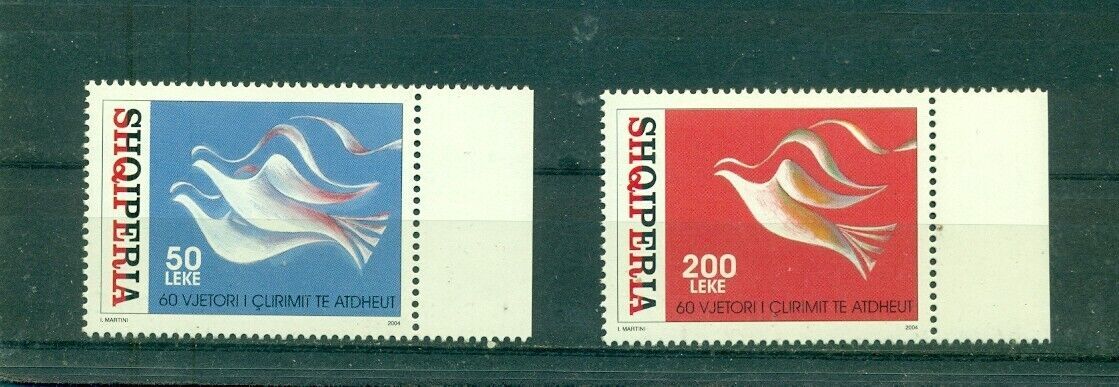 SHQIPERIA
50
LEKE
60 VJETORI I ÇLIRIMIT TE ATDHEUT
I. MARTINI
2004
SHQIPERIA
200
LEKE
60 VJETORI I ÇLIRIMIT TE ATDHEUT
I. MARTINI
2004